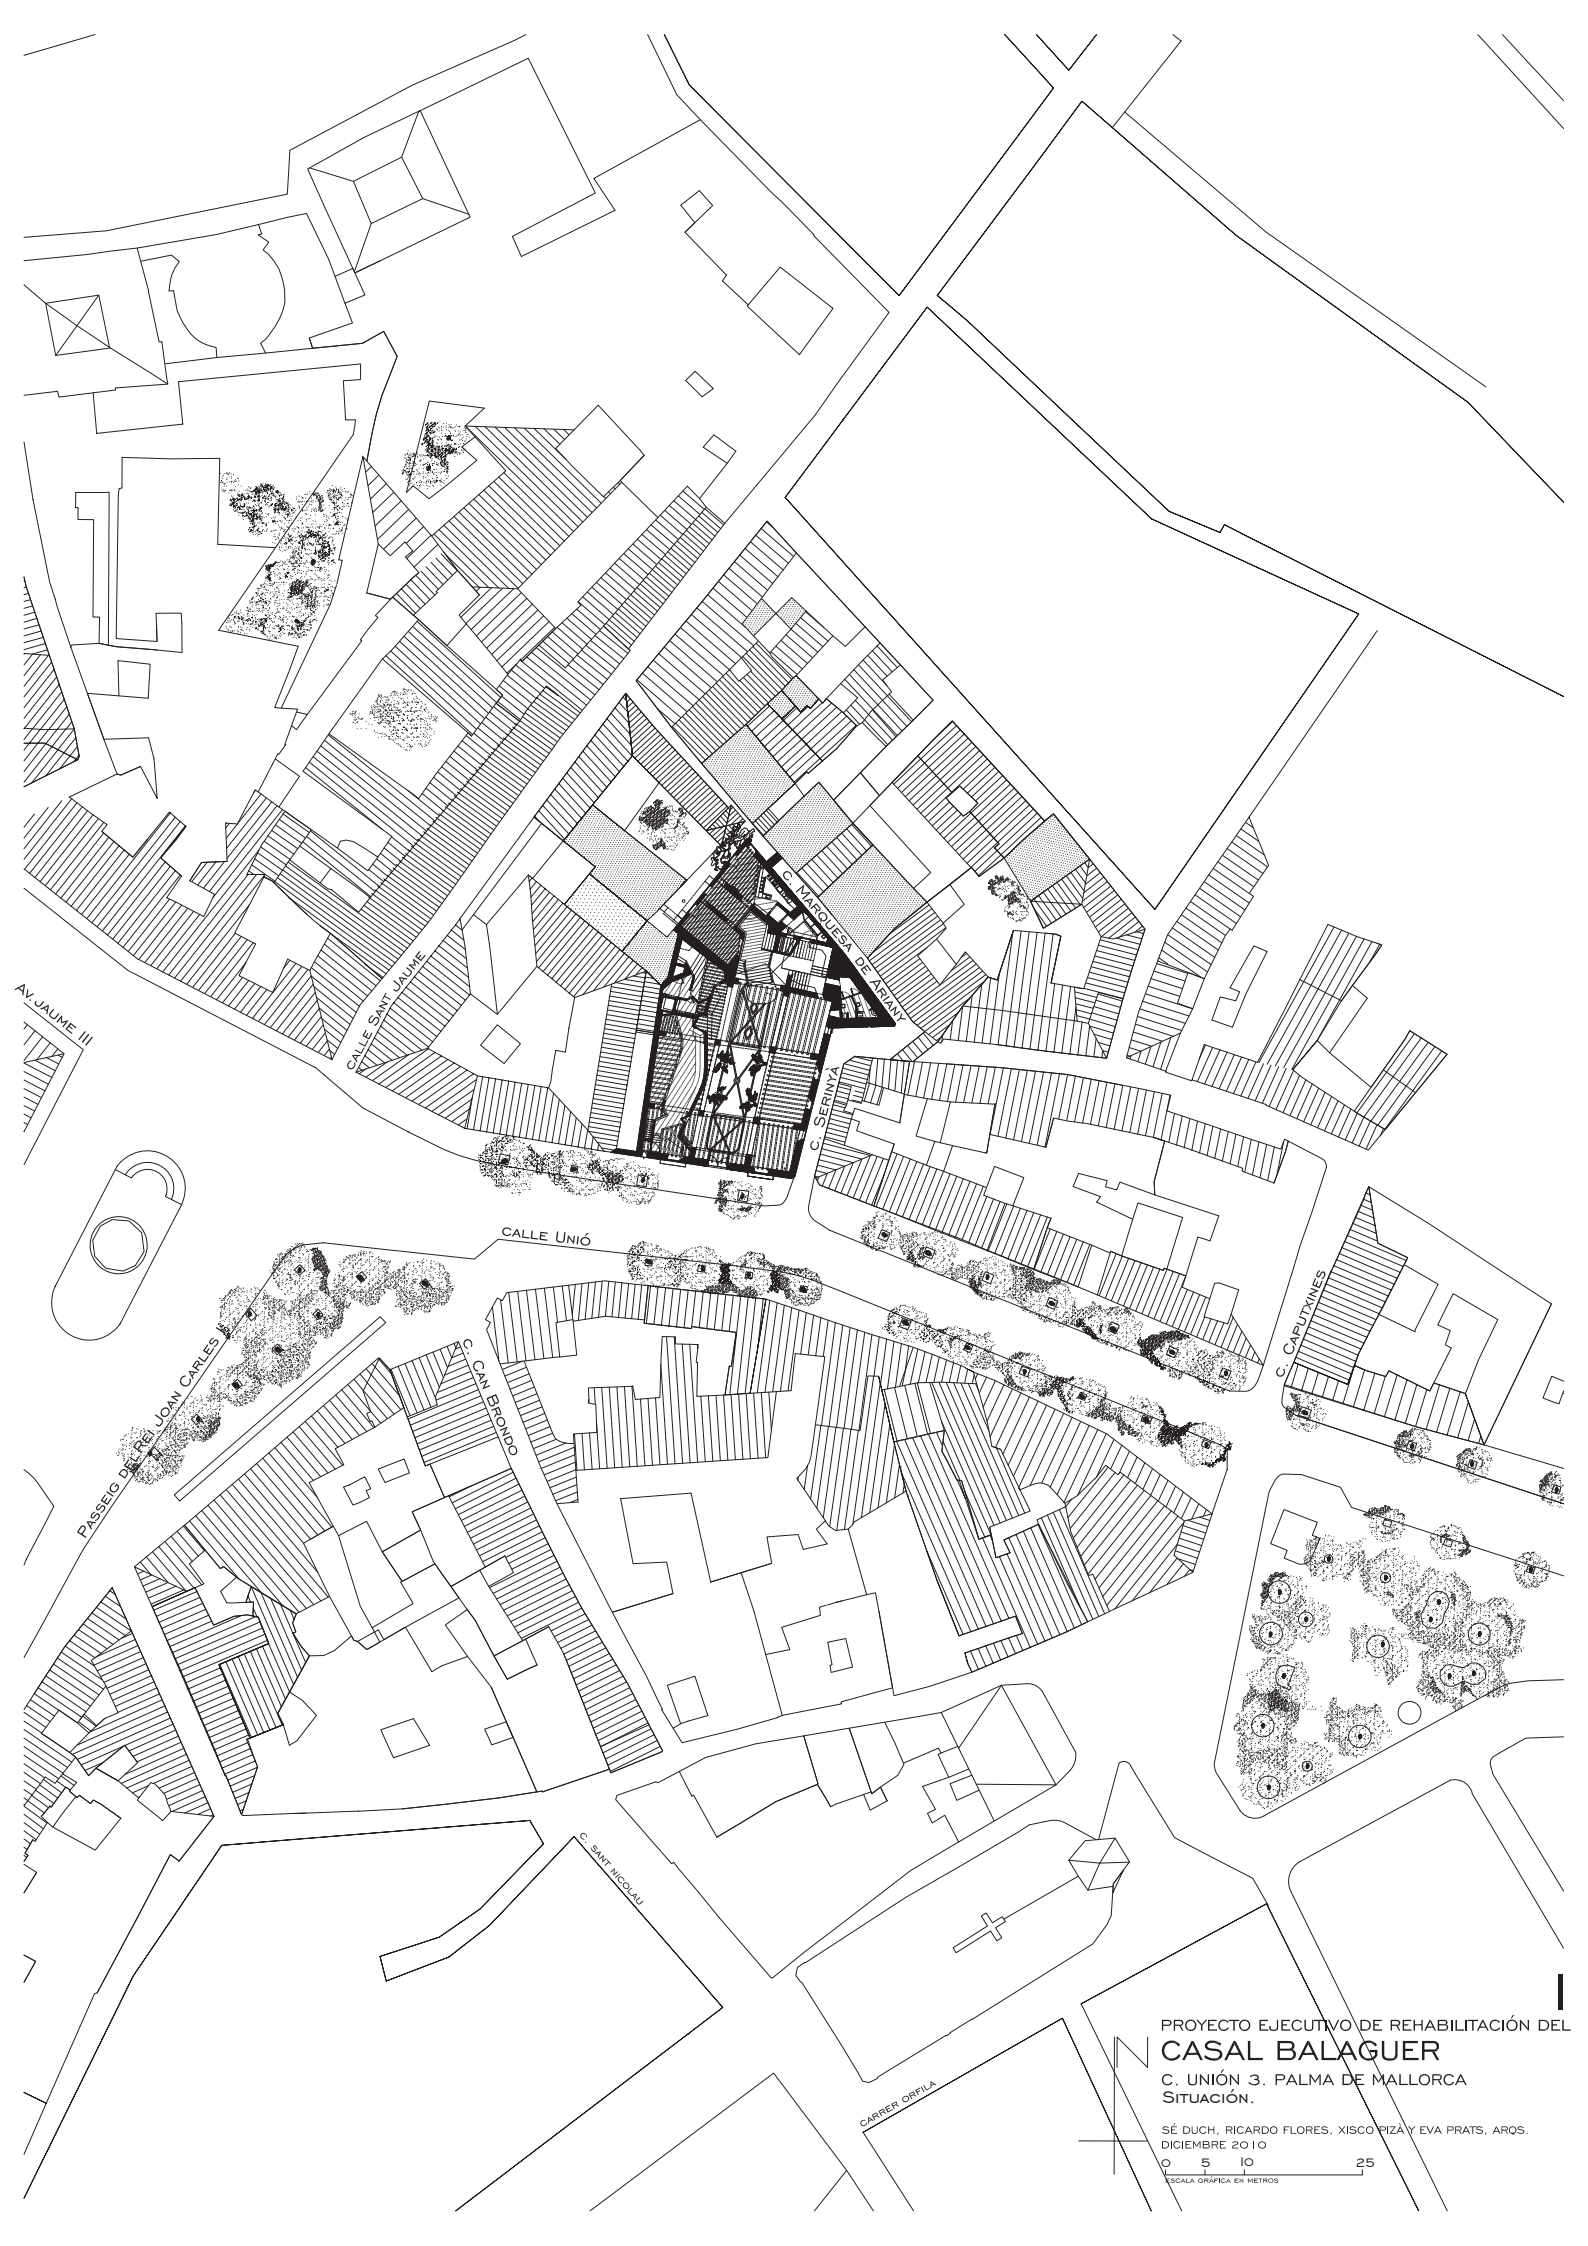 C. MARQUESA DE ARIANY
CALLE SANT JAUME
AV. JAUME III
C. SERINYÀ
CALLE UNIÓ
C. CAPUTXINES
PASSEIG DEL REI JOAN CARLES I
C. CAN BRONDO
C. SANT NICOLAU
CARRER ORFILA
I
N
PROYECTO EJECUTIVO DE REHABILITACIÓN DEL
CASAL BALAGUER
C. UNIÓN 3. PALMA DE MALLORCA
SITUACIÓN.
SÉ DUCH, RICARDO FLORES, XISCO PIZÀ Y EVA PRATS, ARQS.
DICIEMBRE 2010
0 5 10 25
ESCALA GRÁFICA EN METROS